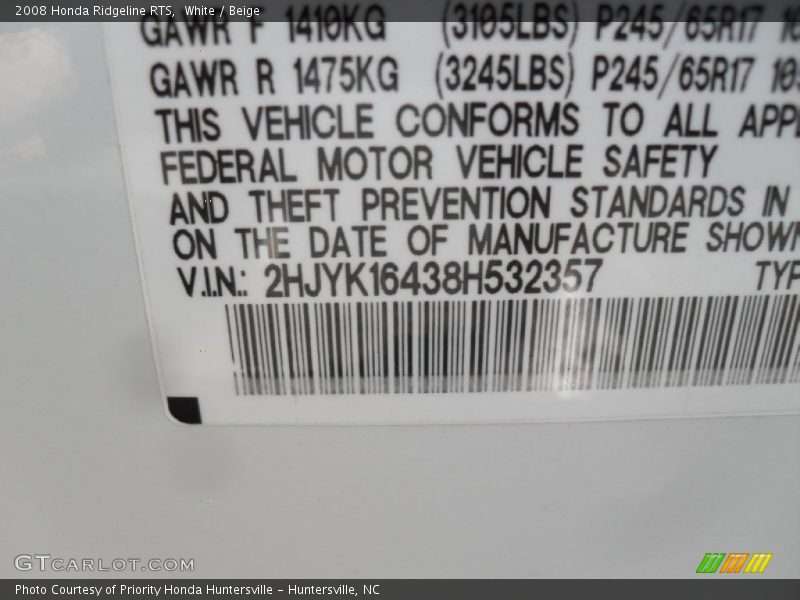 2008 Honda Ridgeline RTS, White / Beige
GAWR F 1410KG (3105LBS) P245/65R17
GAWR R 1475KG (3245LBS) P245/65R17
THIS VEHICLE CONFORMS TO ALL
FEDERAL MOTOR VEHICLE SAFETY
AND THEFT PREVENTION STANDARDS IN
ON THE DATE OF MANUFACTURE SHOWN
V.I.N.: 2HJYK16438H532357 TYP
GTCARLOT.COM
Photo Courtesy of Priority Honda Huntersville - Huntersville, NC